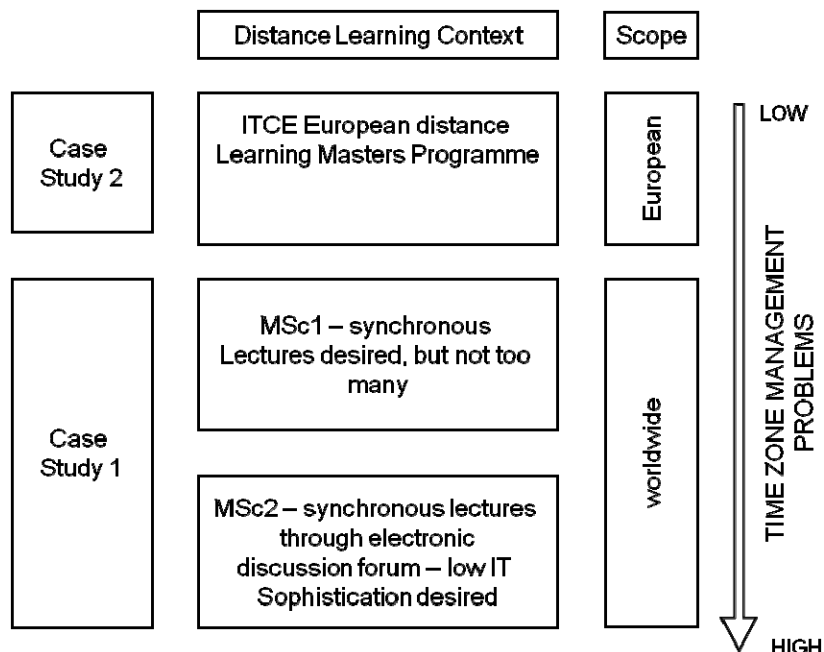 Distance Learning Context
Scope
Case
Study 2
ITCE European distance
Learning Masters Programme
European
LOW
Case
Study 1
MSc1 – synchronous
Lectures desired, but not too
many
MSc2 – synchronous lectures
through electronic
discussion forum – low IT
Sophistication desired
worldwide
TIME ZONE MANAGEMENT
PROBLEMS
HIGH